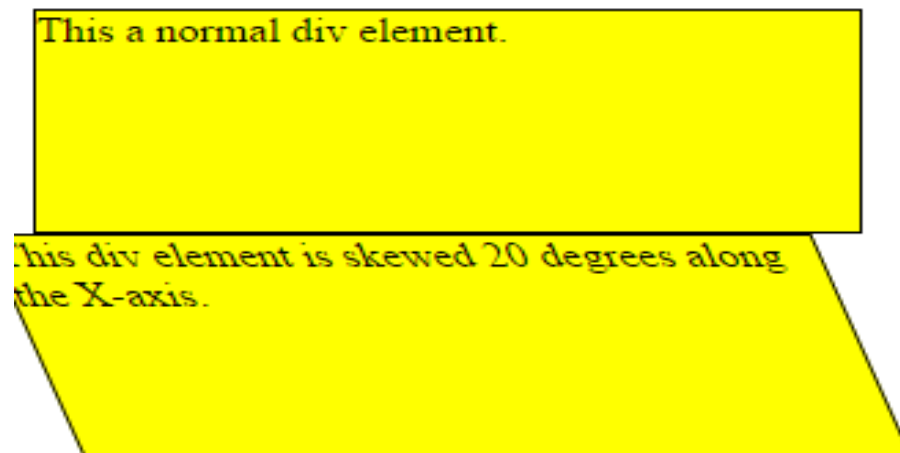 This a normal div element.
This div element is skewed 20 degrees along
the X-axis.